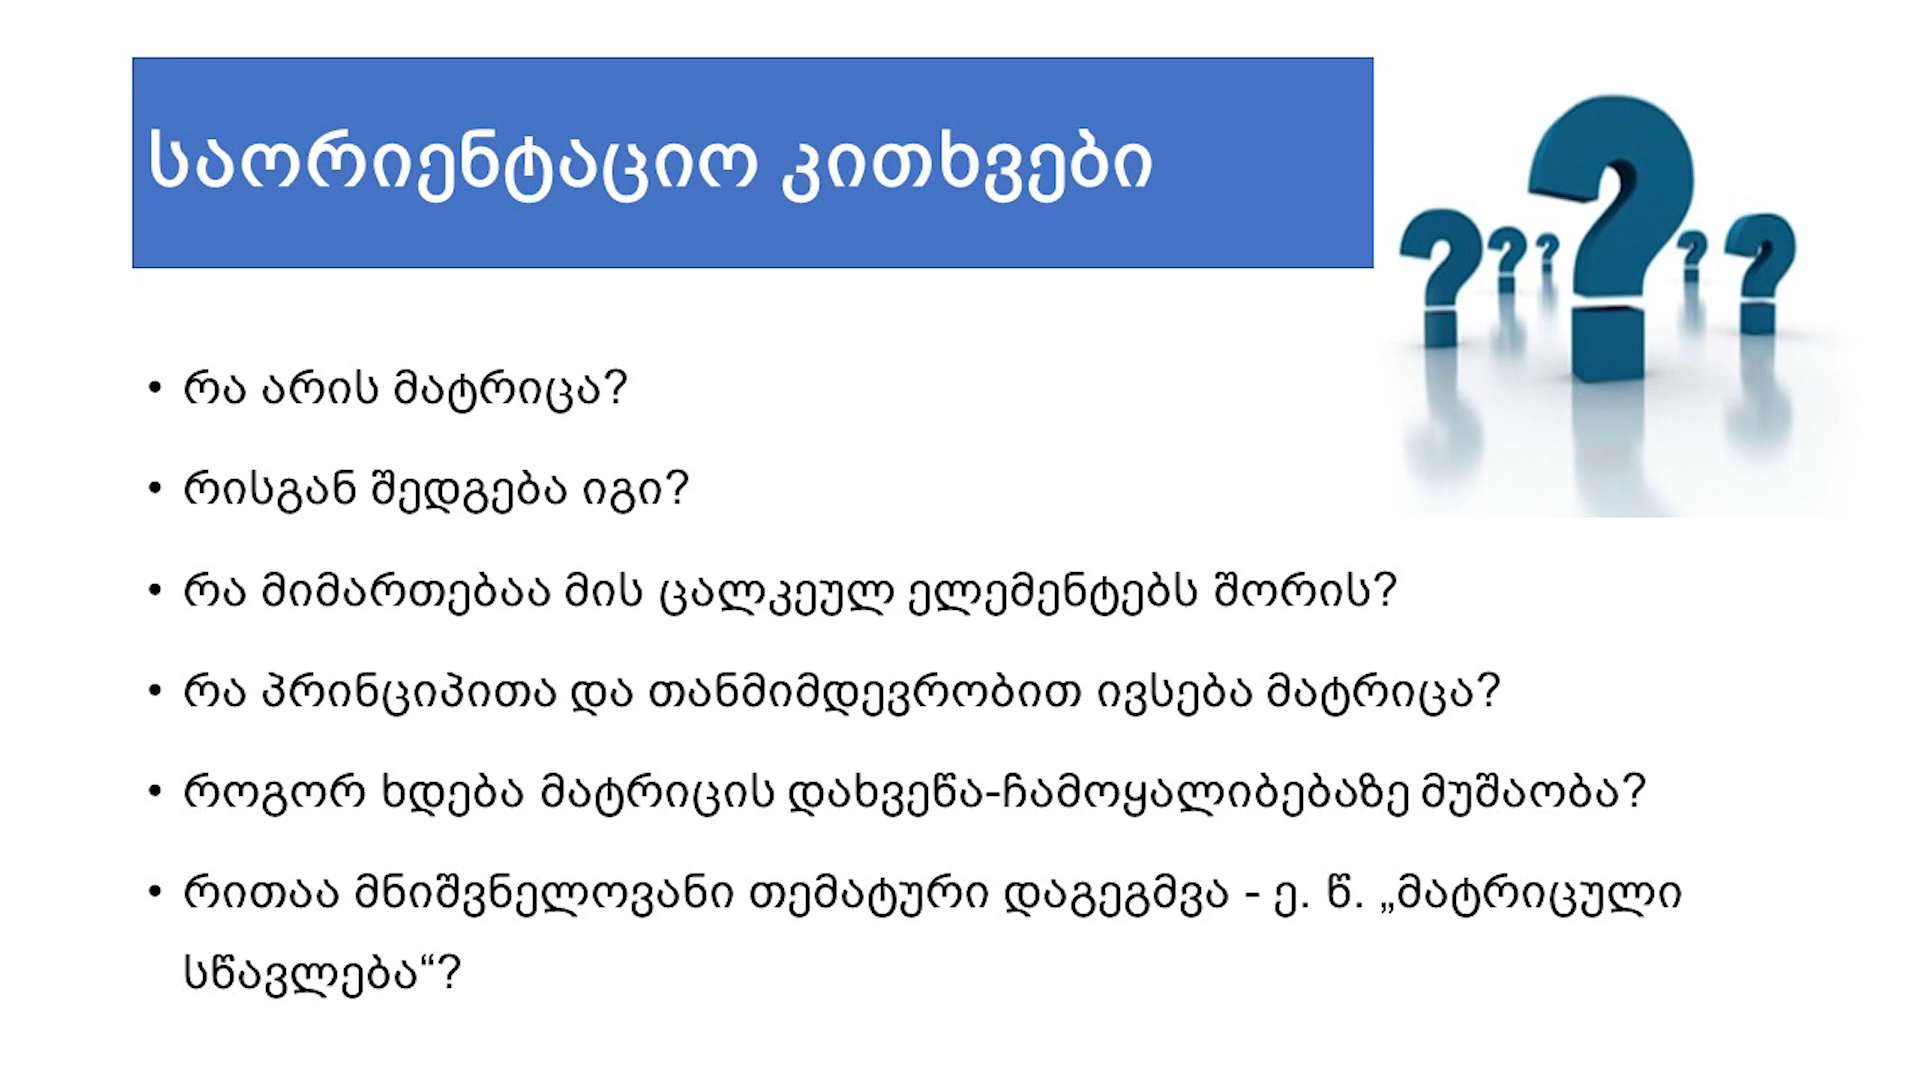 საორიენტაციო კითხვები
• რა არის მატრიცა?
• რისგან შედგება იგი?
• რა მიმართებაა მის ცალკეულ ელემენტებს შორის?
• რა პრინციპითა და თანმიმდევრობით ივსება მატრიცა?
• როგორ ხდება მატრიცის დახვეწა-ჩამოყალიბებაზე მუშაობა?
• რითაა მნიშვნელოვანი თემატური დაგეგმვა - ე. წ. „მატრიცული
სწავლება“?